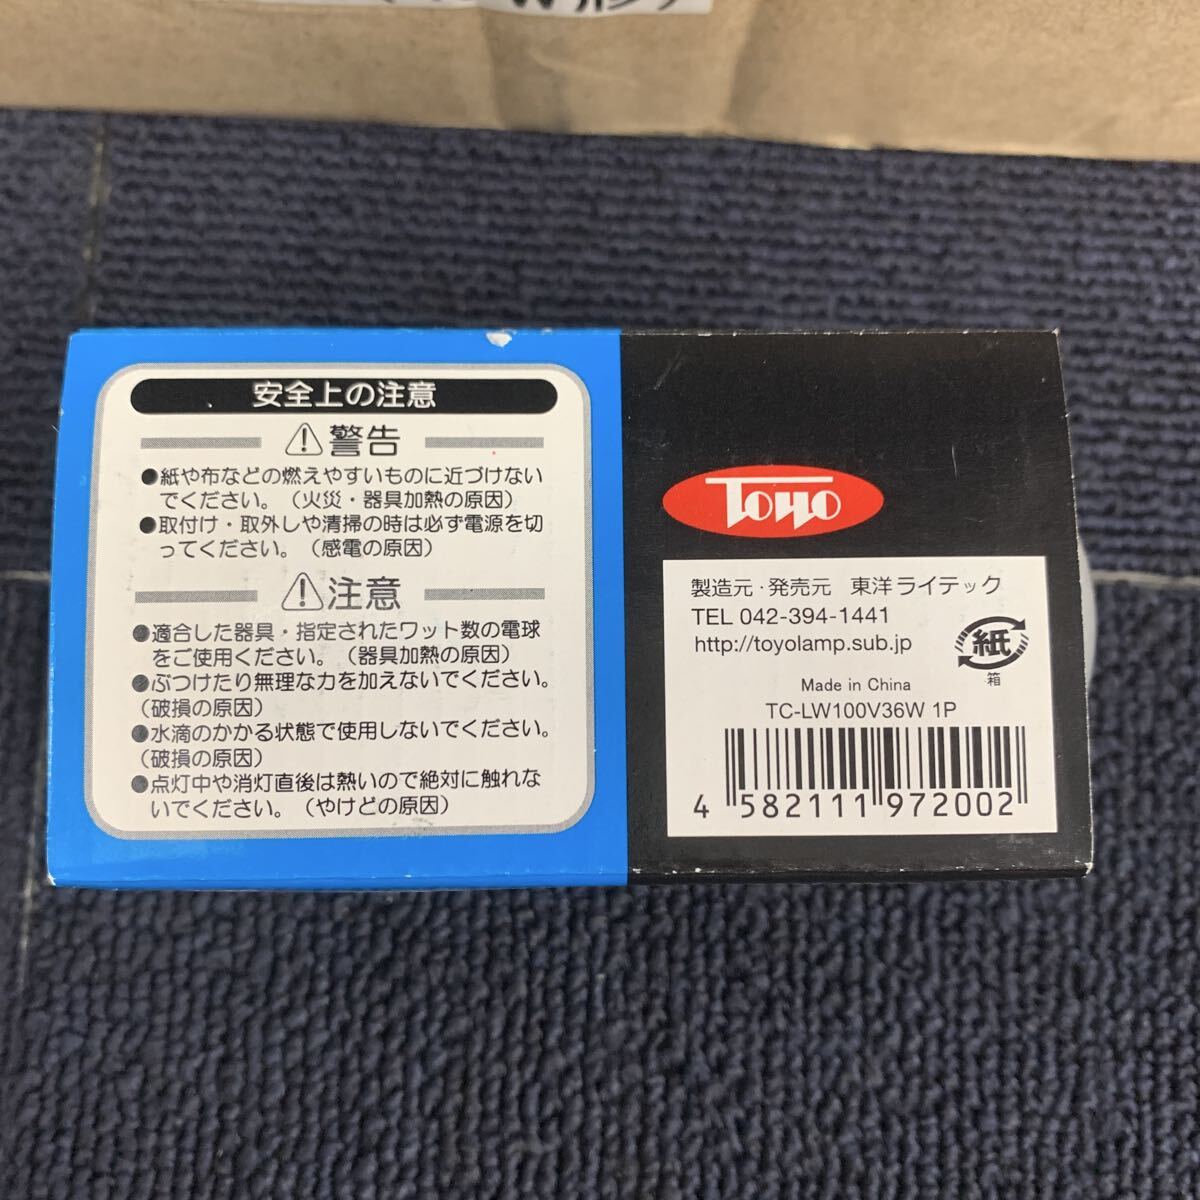 安全上の注意
警告
●紙や布などの燃えやすいものに近づけない
でください。(火災・器具加熱の原因)
●取付け・取外しや清掃の時は必ず電源を切
ってください。(感電の原因)
注意
●適合した器具・指定されたワット数の電球
をご使用ください。(器具加熱の原因)
●ぶつけたり無理な力を加えないでください。
(破損の原因)
●水滴のかかる状態で使用しないでください。
(破損の原因)
●点灯中や消灯直後は熱いので絶対に触れな
いでください。(やけどの原因)
TOYO
製造元・発売元 東洋ライテック
TEL 042-394-1441
http://toyolamp.sub.jp
紙
箱
Made in China
TC-LW100V36W 1P
4 582111 972002